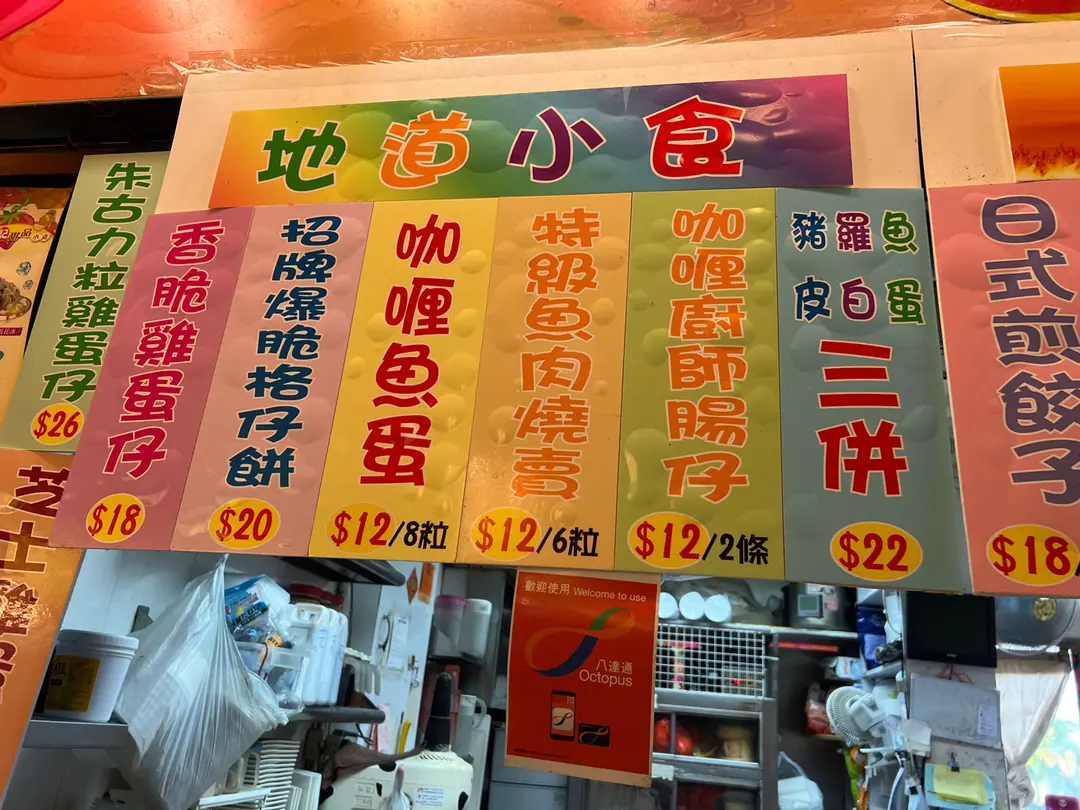 地道小食
朱古力粒雞蛋仔
$26
香脆雞蛋仔
$18
招牌爆脆格仔餅
$20
咖喱魚蛋
$12/8粒
特級魚肉燒賣
$12/6粒
咖喱廚師腸仔
$12/2條
豬皮
蘿白
魚蛋
三併
$22
日式煎餃子
$18/
芝士
歡迎使用 Welcome to use
八達通
Octopus